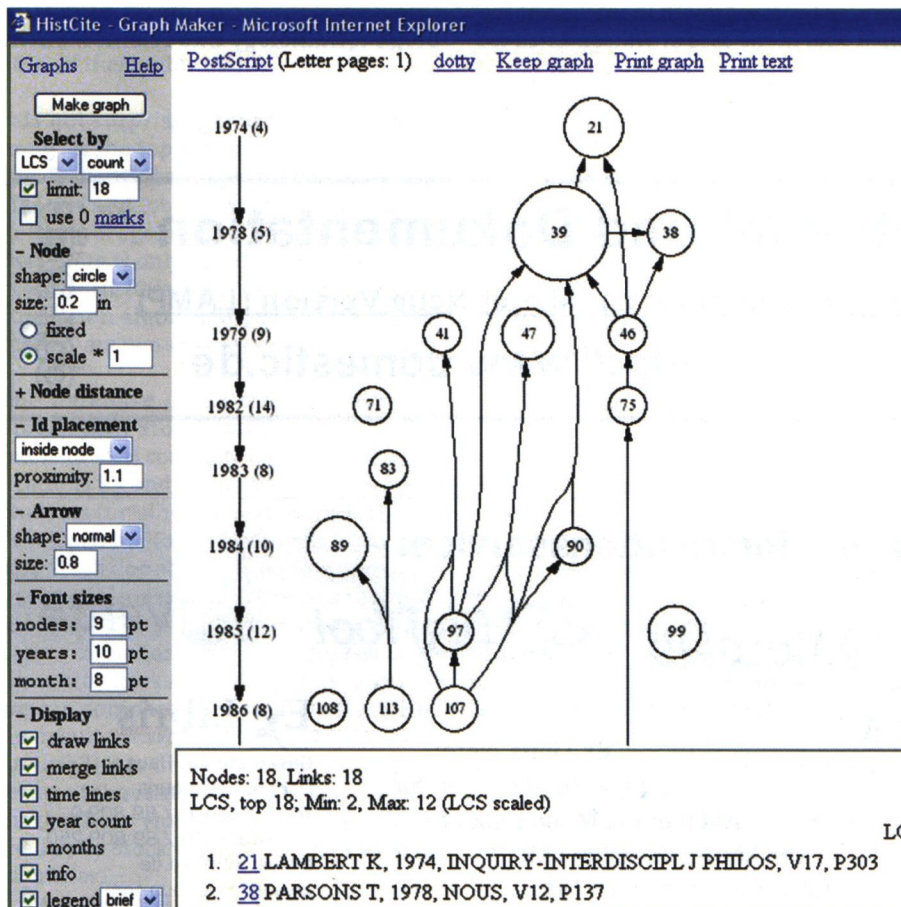 HistCite - Graph Maker - Microsoft Internet Explorer
Graphs Help
PostScript (Letter pages: 1) dotty Keep graph Print graph Print text
Make graph
Select by
LCS count
limit: 18
use 0 marks
- Node
shape: circle
size: 0.2 in
fixed
scale * 1
+ Node distance
- Id placement
inside node
proximity: 1.1
- Arrow
shape: normal
size: 0.8
- Font sizes
nodes: 9 pt
years: 10 pt
month: 8 pt
- Display
draw links
merge links
time lines
year count
months
info
legend brief
1974 (4) 21
1978 (5) 39 38
1979 (9) 41 47 46
1982 (14) 71 75
1983 (8) 83
1984 (10) 89 90
1985 (12) 97 99
1986 (8) 108 113 107
Nodes: 18, Links: 18
LCS, top 18; Min: 2, Max: 12 (LCS scaled)
1. 21 LAMBERT K, 1974, INQUIRY-INTERDISCIPL J PHILOS, V17, P303
2. 38 PARSONS T, 1978, NOUS, V12, P137